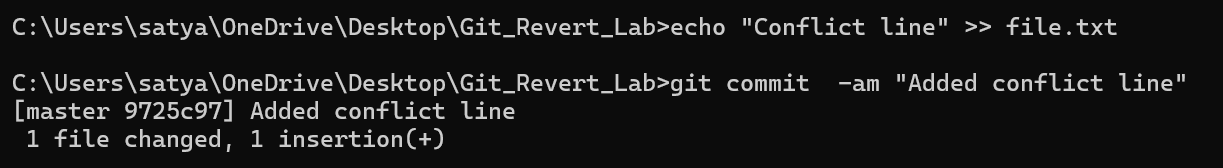 C:\Users\satya\OneDrive\Desktop\Git_Revert_Lab>echo "Conflict line" >> file.txt
C:\Users\satya\OneDrive\Desktop\Git_Revert_Lab>git commit  -am "Added conflict line"
[master 9725c97] Added conflict line
 1 file changed, 1 insertion(+)